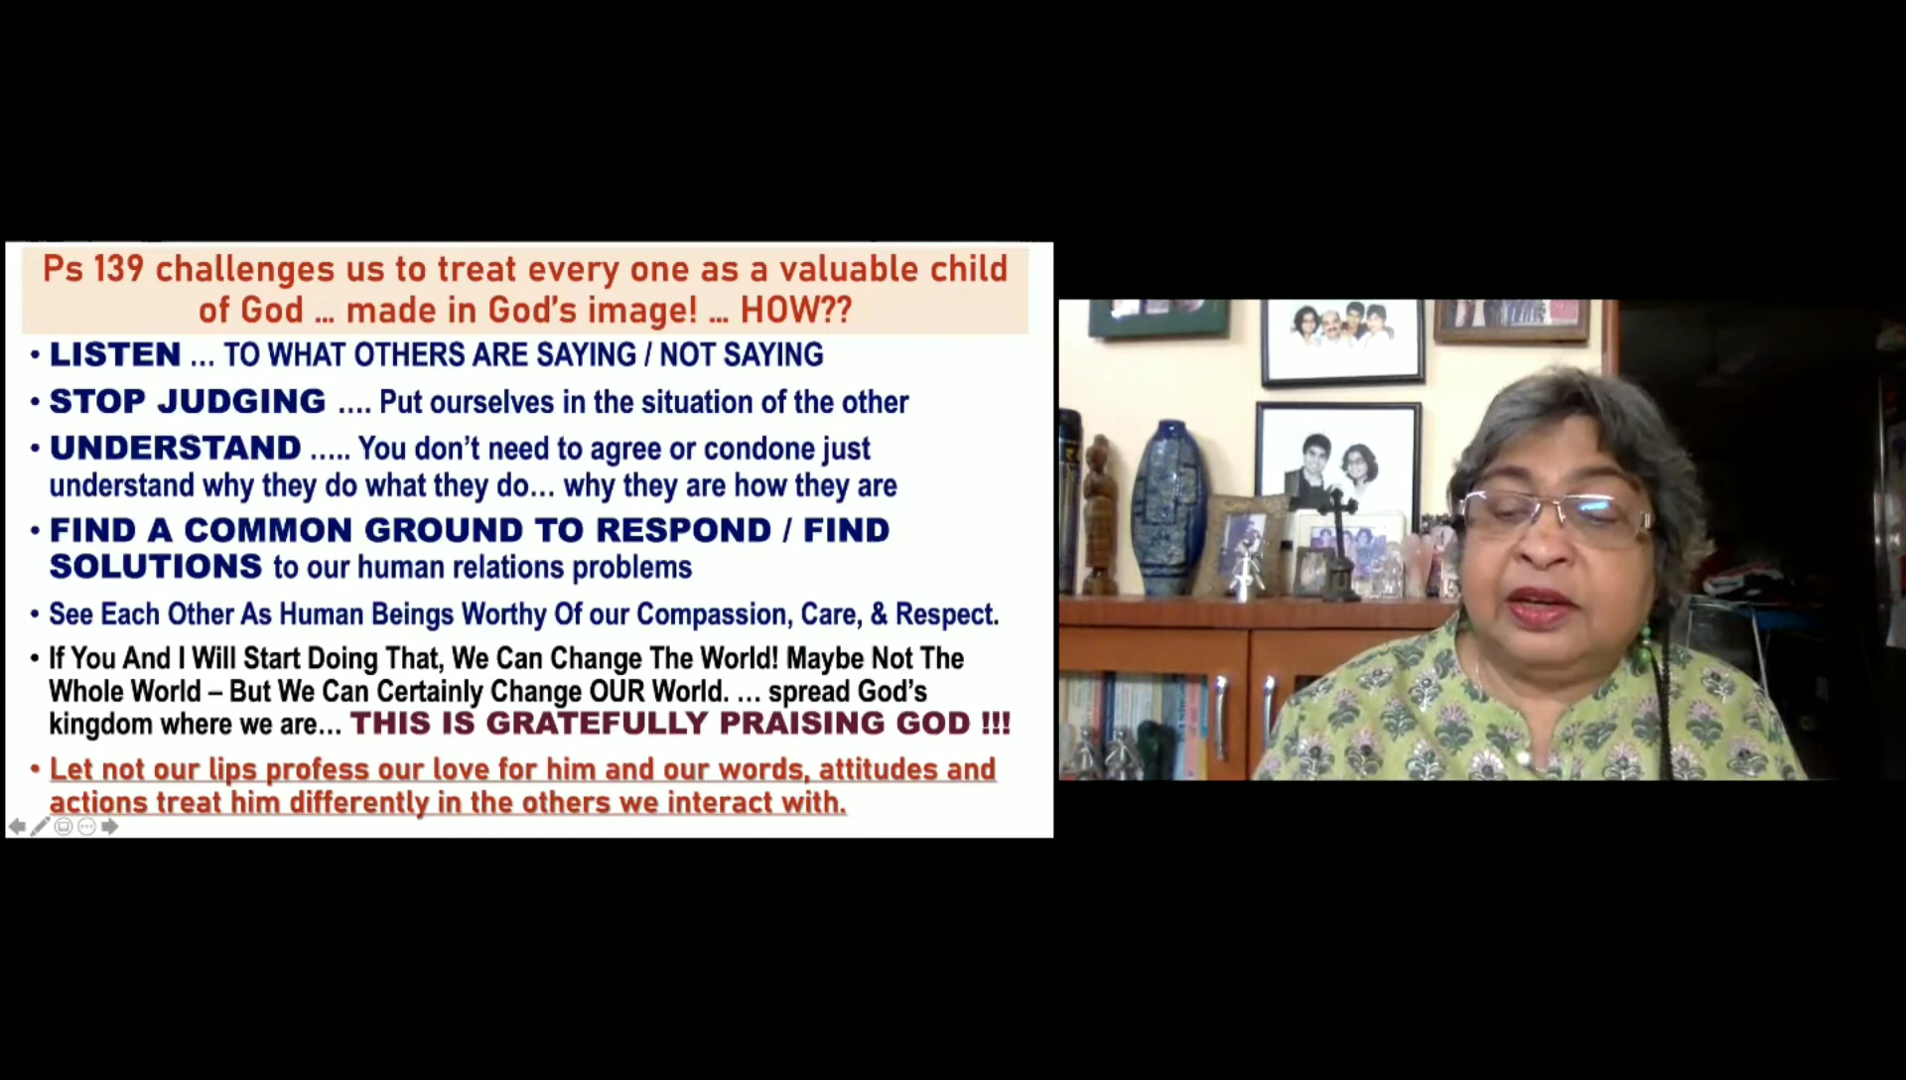 Ps 139 challenges us to treat every one as a valuable child
of God ... made in God's image! ... HOW??
• LISTEN ... TO WHAT OTHERS ARE SAYING / NOT SAYING
• STOP JUDGING .... Put ourselves in the situation of the other
• UNDERSTAND ..... You don't need to agree or condone just
understand why they do what they do... why they are how they are
• FIND A COMMON GROUND TO RESPOND / FIND
SOLUTIONS to our human relations problems
• See Each Other As Human Beings Worthy Of our Compassion, Care, & Respect.
• If You And I Will Start Doing That, We Can Change The World! Maybe Not The
Whole World – But We Can Certainly Change OUR World. ... spread God's
kingdom where we are... THIS IS GRATEFULLY PRAISING GOD !!!
• Let not our lips profess our love for him and our words, attitudes and
actions treat him differently in the others we interact with.